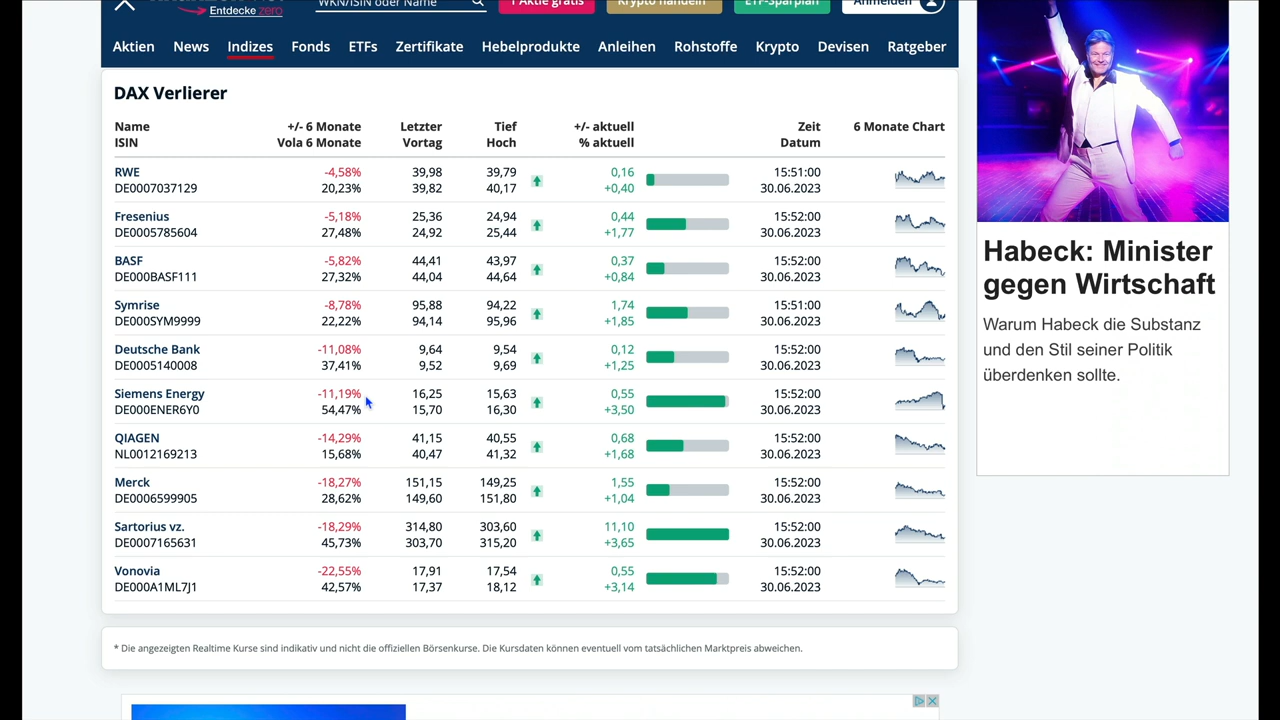 Entdecke zero
WKN/ISIN oder Name
1 Aktie gratis
Krypto handeln
ETF-Sparplan
Anmelden
Aktien News Indizes Fonds ETFs Zertifikate Hebelprodukte Anleihen Rohstoffe Krypto Devisen Ratgeber
DAX Verlierer
Name +/- 6 Monate Letzter Tief +/- aktuell Zeit 6 Monate Chart
ISIN Vola 6 Monate Vortag Hoch % aktuell Datum
RWE -4,58% 39,98 39,79 0,16 15:51:00
DE0007037129 20,23% 39,82 40,17 +0,40 30.06.2023
Fresenius -5,18% 25,36 24,94 0,44 15:52:00
DE0005785604 27,48% 24,92 25,44 +1,77 30.06.2023
BASF -5,82% 44,41 43,97 0,37 15:52:00
DE000BASF111 27,32% 44,04 44,64 +0,84 30.06.2023
Symrise -8,78% 95,88 94,22 1,74 15:51:00
DE000SYM9999 22,22% 94,14 95,96 +1,85 30.06.2023
Deutsche Bank -11,08% 9,64 9,54 0,12 15:52:00
DE0005140008 37,41% 9,52 9,69 +1,25 30.06.2023
Siemens Energy -11,19% 16,25 15,63 0,55 15:52:00
DE000ENER6Y0 54,47% 15,70 16,30 +3,50 30.06.2023
QIAGEN -14,29% 41,15 40,55 0,68 15:52:00
NL0012169213 15,68% 40,47 41,32 +1,68 30.06.2023
Merck -18,27% 151,15 149,25 1,55 15:52:00
DE0006599905 28,62% 149,60 151,80 +1,04 30.06.2023
Sartorius vz. -18,29% 314,80 303,60 11,10 15:52:00
DE0007165631 45,73% 303,70 315,20 +3,65 30.06.2023
Vonovia -22,55% 17,91 17,54 0,55 15:52:00
DE000A1ML7J1 42,57% 17,37 18,12 +3,14 30.06.2023
* Die angezeigten Realtime Kurse sind indikativ und nicht die offiziellen Börsenkurse. Die Kursdaten können eventuell vom tatsächlichen Marktpreis abweichen.
Habeck: Minister
gegen Wirtschaft
Warum Habeck die Substanz
und den Stil seiner Politik
überdenken sollte.